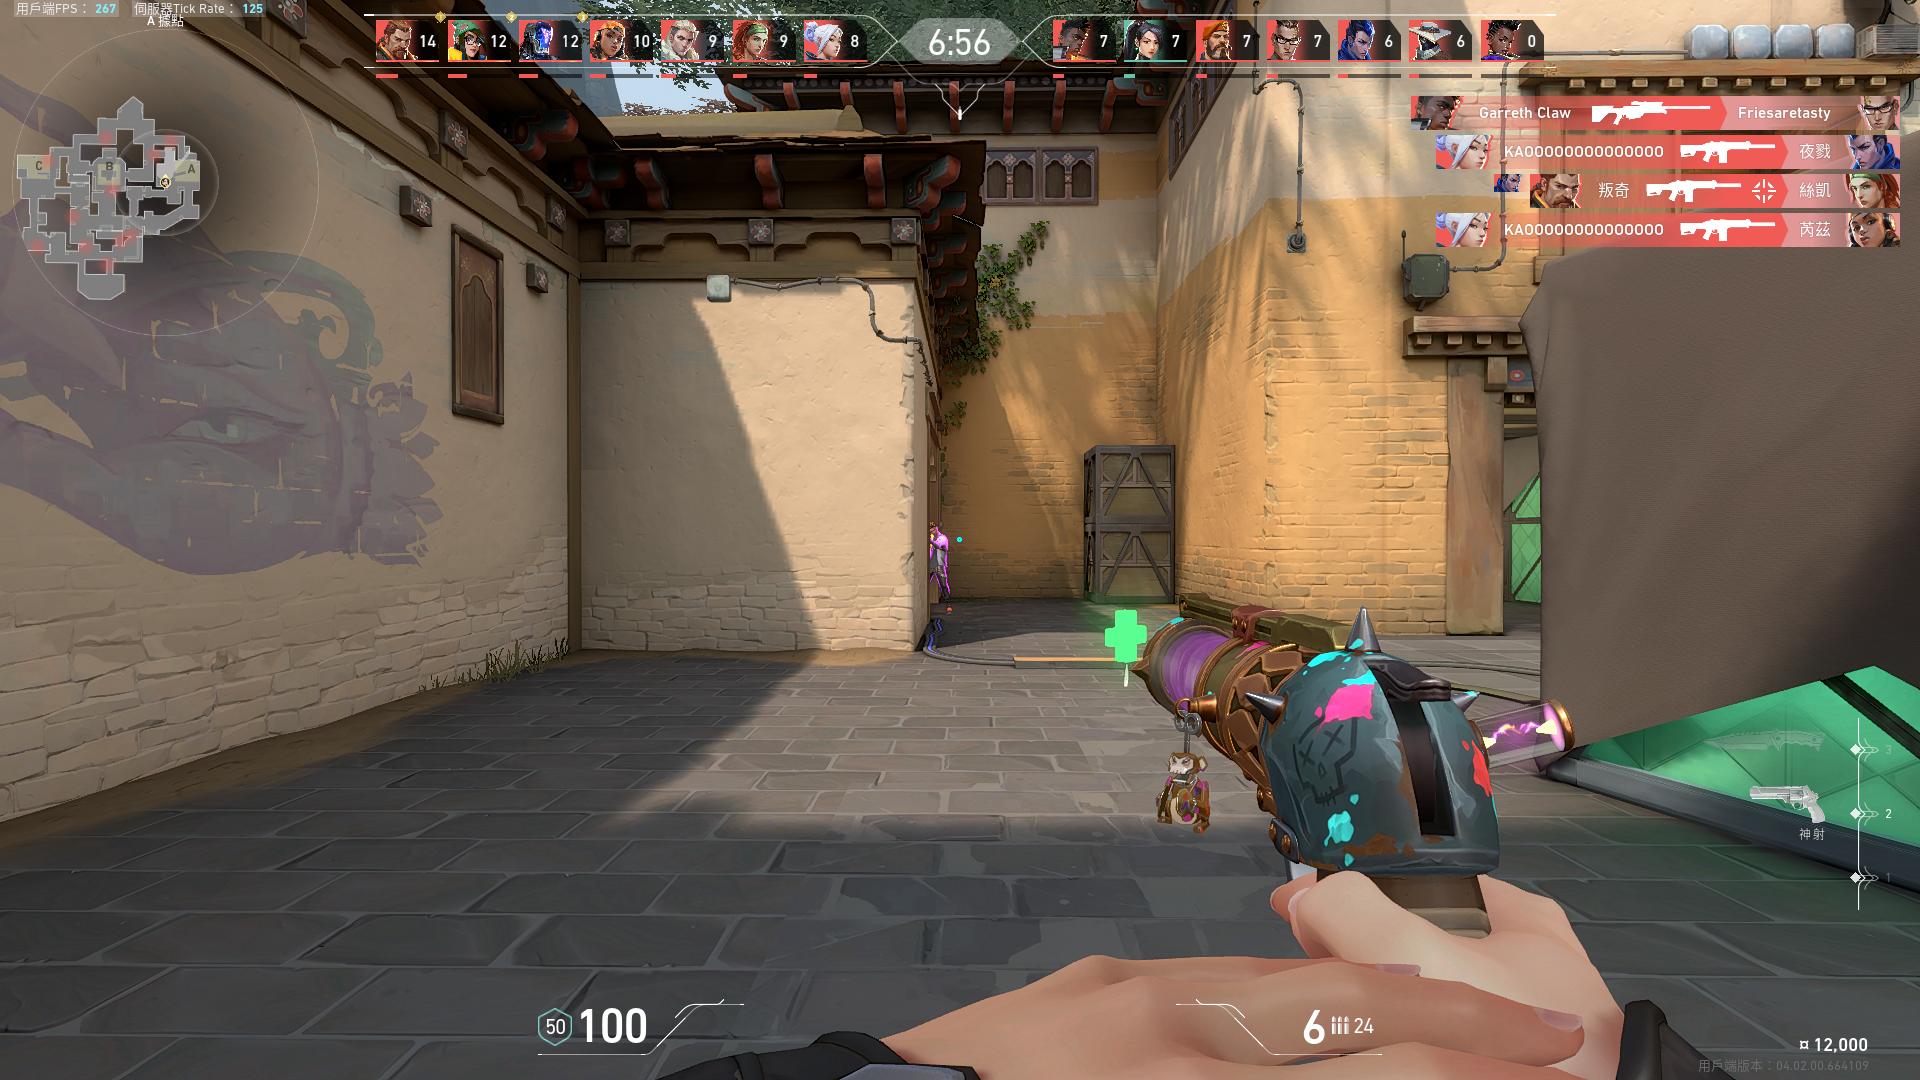 用戶端FPS： 267 伺服器Tick Rate： 125
A 據點
14 12 12 10 9 9 8 6:56 7 7 7 7 6 6 0
C B A
Garreth Claw Friesaretasty
KAOOOOOOOOOOOOOO 夜戮
叛奇 絲凱
KAOOOOOOOOOOOOOO 芮茲
3
2
神射
1
50 100
6 24
¤ 12,000
用戶端版本：04.02.00.664109